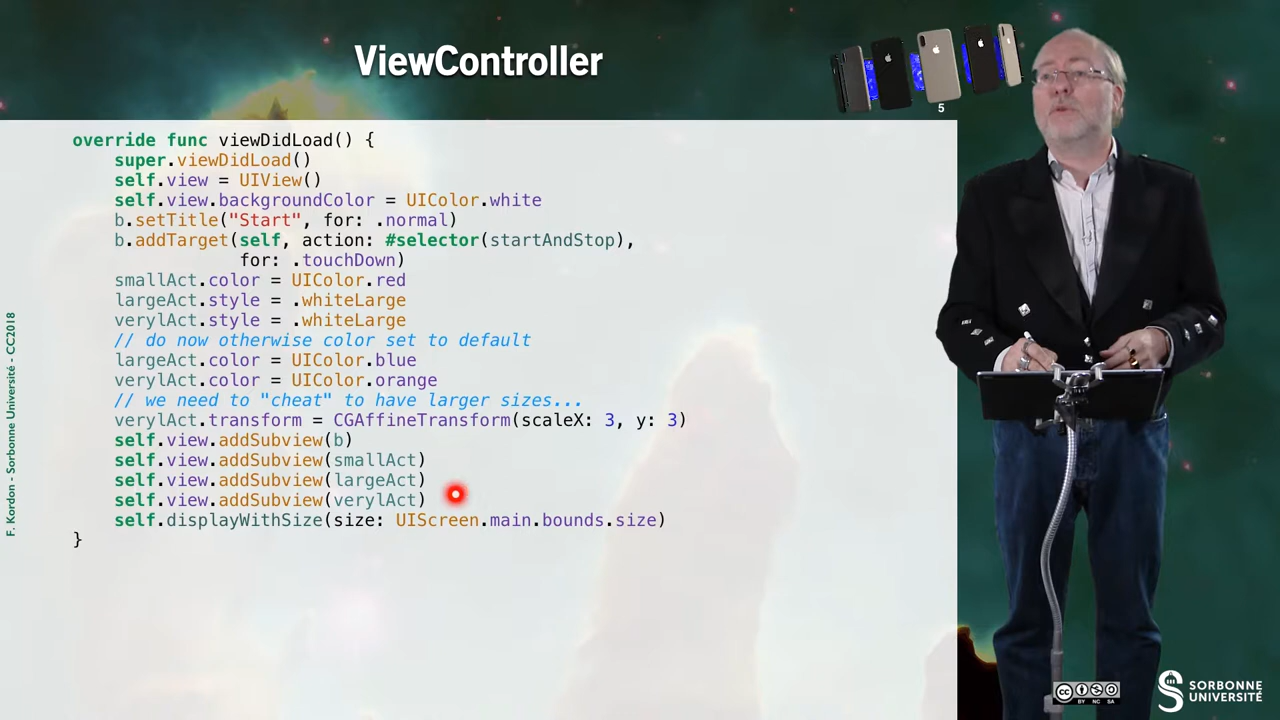 ViewController
5
override func viewDidLoad() {
super.viewDidLoad()
self.view = UIView()
self.view.backgroundColor = UIColor.white
b.setTitle("Start", for: .normal)
b.addTarget(self, action: #selector(startAndStop),
for: .touchDown)
smallAct.color = UIColor.red
largeAct.style = .whiteLarge
verylAct.style = .whiteLarge
// do now otherwise color set to default
largeAct.color = UIColor.blue
verylAct.color = UIColor.orange
// we need to "cheat" to have larger sizes...
verylAct.transform = CGAffineTransform(scaleX: 3, y: 3)
self.view.addSubview(b)
self.view.addSubview(smallAct)
self.view.addSubview(largeAct)
self.view.addSubview(verylAct)
self.displayWithSize(size: UIScreen.main.bounds.size)
}
F. Kordon - Sorbonne Université - CC2018
cc
BY NC SA
SORBONNE
UNIVERSITÉ